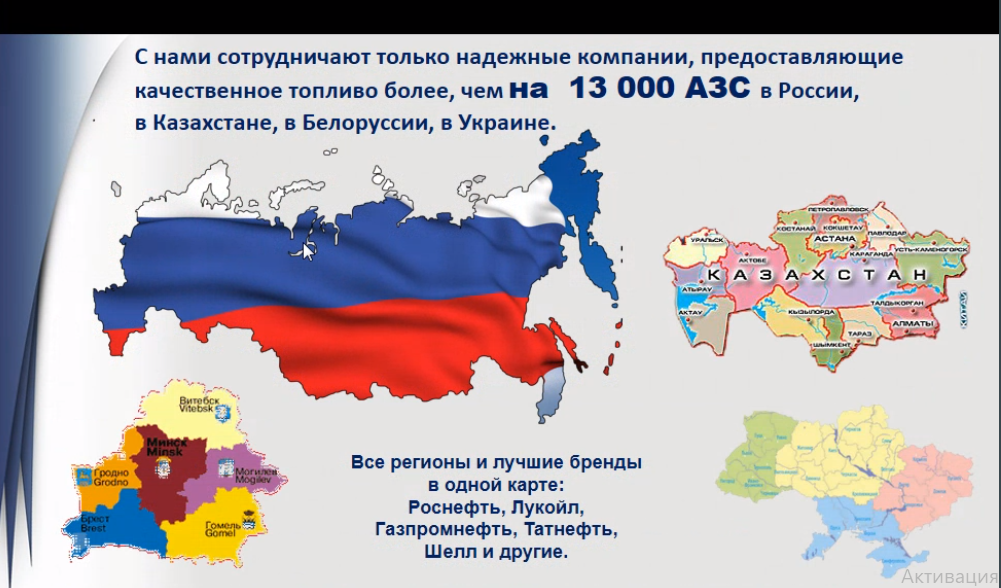 С нами сотрудничают только надежные компании, предоставляющие
качественное топливо более, чем на 13 000 АЗС в России,
в Казахстане, в Белоруссии, в Украине.
ПЕТРОПАВЛОВСК
КОСТАНАЙ
КОКШЕТАУ
ПАВЛОДАР
АСТАНА
УРАЛЬСК
УСТЬ-КАМЕНОГОРСК
АКТОБЕ
КАРАГАНДА
КАЗАХСТАН
АТЫРАУ
ТАЛДЫКОРГАН
АКТАУ
КЫЗЫЛОРДА
АЛМАТЫ
ТАРАЗ
ШЫМКЕНТ
Витебск
Vitebsk
Минск
Minsk
Гродно
Grodno
Могилев
Mogilev
Брест
Brest
Гомель
Gomel
Все регионы и лучшие бренды
в одной карте:
Роснефть, Лукойл,
Газпромнефть, Татнефть,
Шелл и другие.
Активация